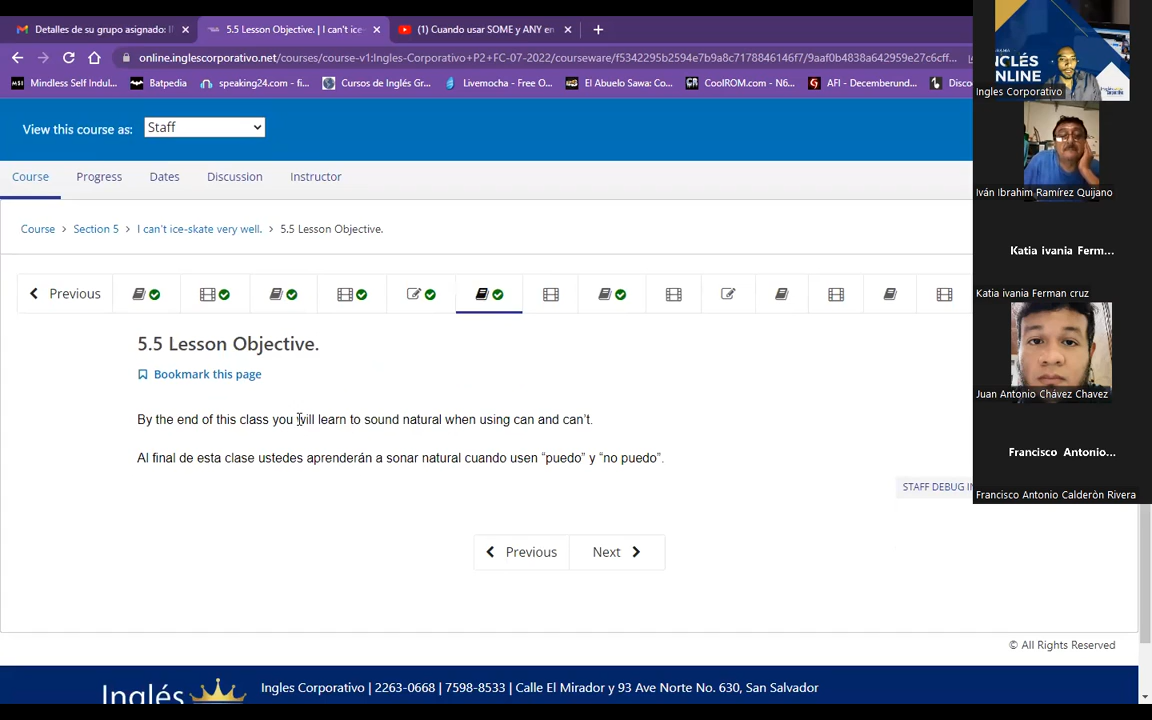 Detalles de su grupo asignado: I
5.5 Lesson Objective. | I can't ice-
(1) Cuando usar SOME y ANY en
online.inglescorporativo.net/courses/course-v1:Ingles-Corporativo+P2+FC-07-2022/courseware/f5342295b2594e7b9a8c7178846146f7/9aaf0b4838a642959e27c6cff...
Mindless Self Indul...
Batpedia
speaking24.com - fi...
Cursos de Inglés Gr...
Livemocha - Free O...
El Abuelo Sawa: Co...
CoolROM.com - N6...
AFI - Decemberund...
Disco
View this course as:
Staff
Course
Progress
Dates
Discussion
Instructor
Course > Section 5 > I can't ice-skate very well. > 5.5 Lesson Objective.
Previous
5.5 Lesson Objective.
Bookmark this page
By the end of this class you will learn to sound natural when using can and can't.
Al final de esta clase ustedes aprenderán a sonar natural cuando usen “puedo” y “no puedo”.
STAFF DEBUG IN
Previous
Next
© All Rights Reserved
Inglés
Ingles Corporativo | 2263-0668 | 7598-8533 | Calle El Mirador y 93 Ave Norte No. 630, San Salvador
NCLÉS
ONLINE
Ingles Corporativo
Iván Ibrahim Ramírez Quijano
Katia ivania Ferm...
Katia ivania Ferman cruz
Juan Antonio Chávez Chavez
Francisco Antonio...
Francisco Antonio Calderòn Rivera